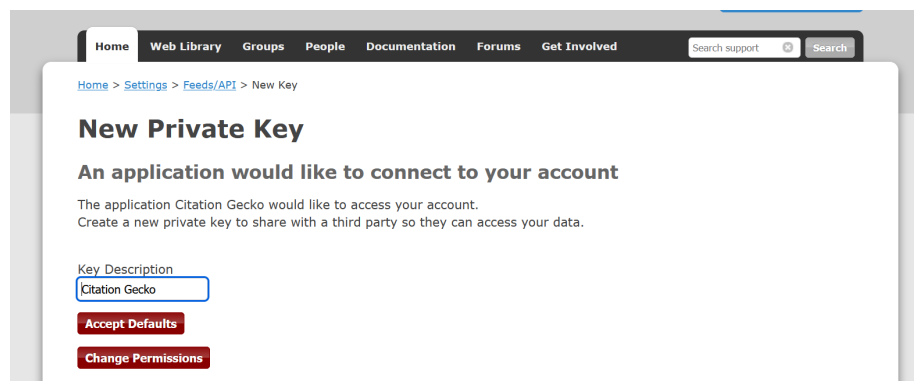 Home Web Library Groups People Documentation Forums Get Involved Search support Search
Home > Settings > Feeds/API > New Key
New Private Key
An application would like to connect to your account
The application Citation Gecko would like to access your account.
Create a new private key to share with a third party so they can access your data.
Key Description
Citation Gecko
Accept Defaults
Change Permissions